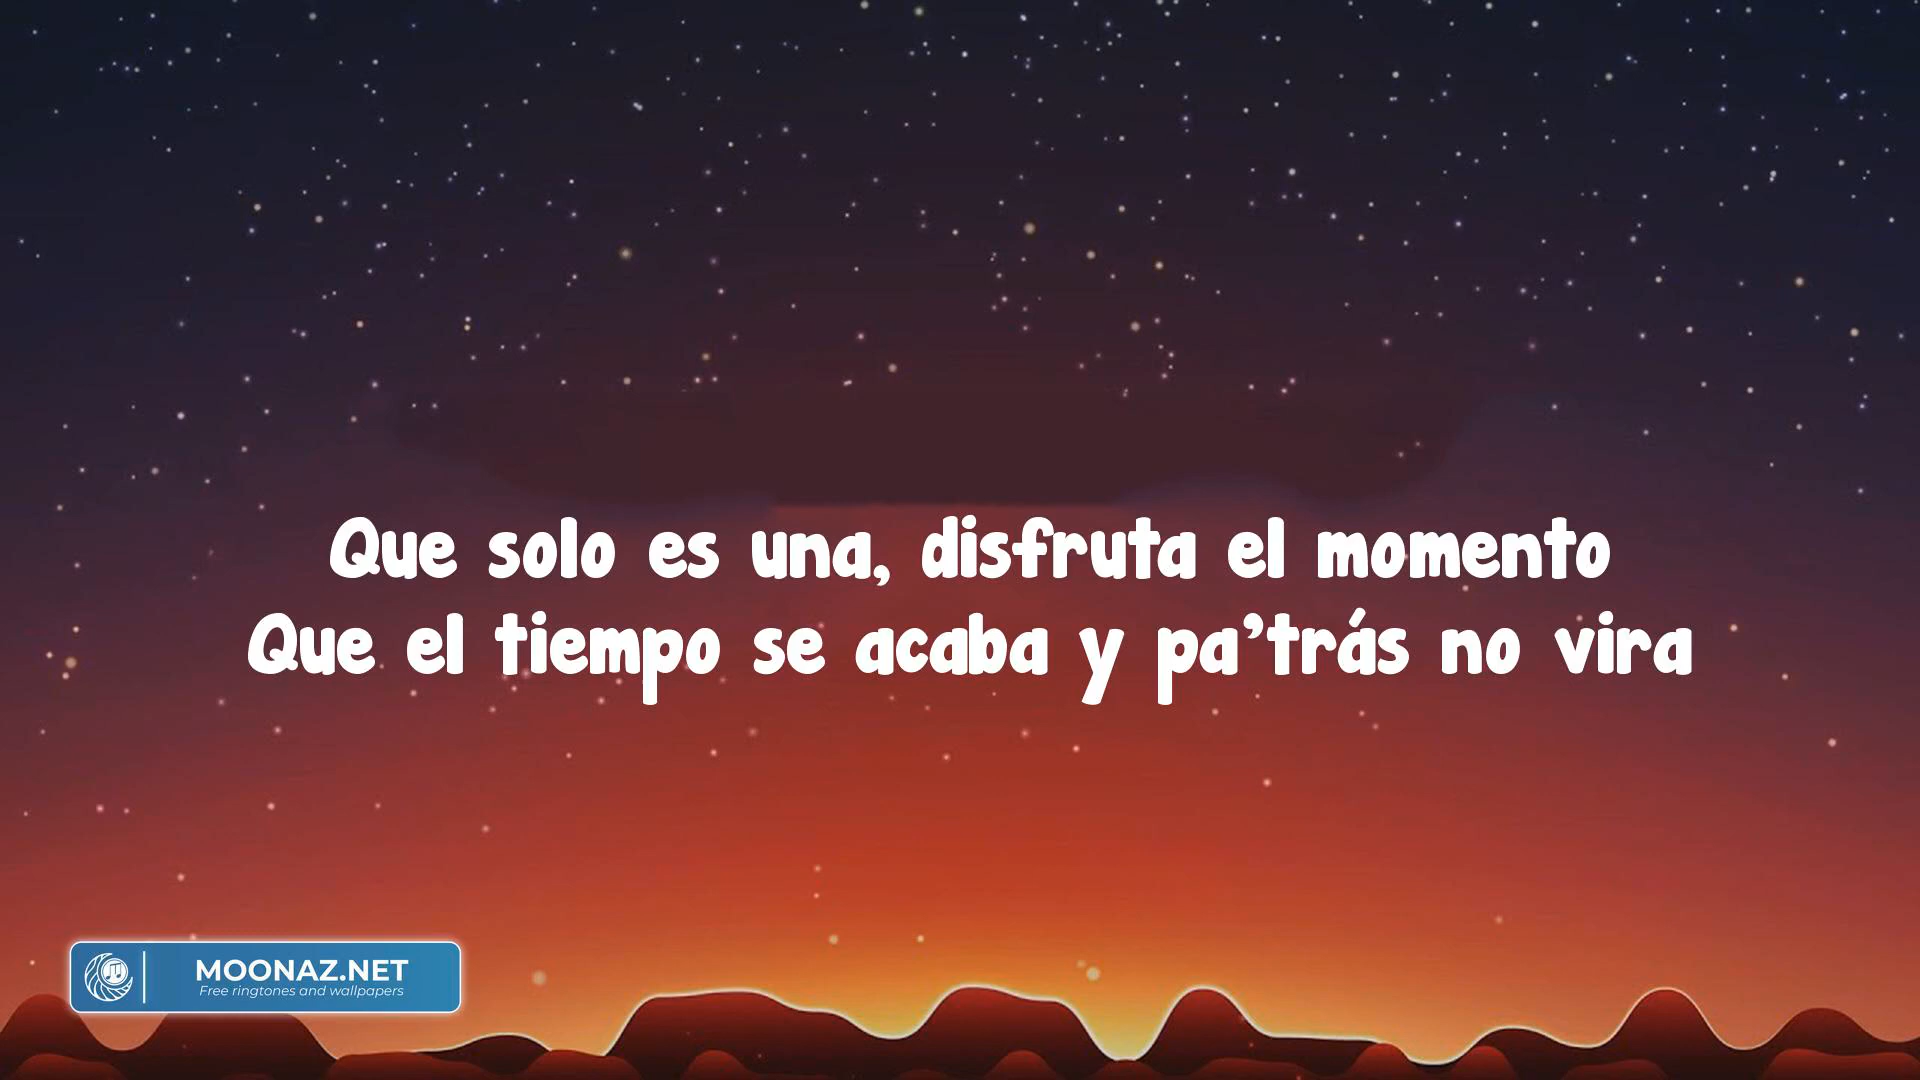 Que solo es una, disfruta el momento
Que el tiempo se acaba y pa'trás no vira
MOONAZ.NET
Free ringtones and wallpapers